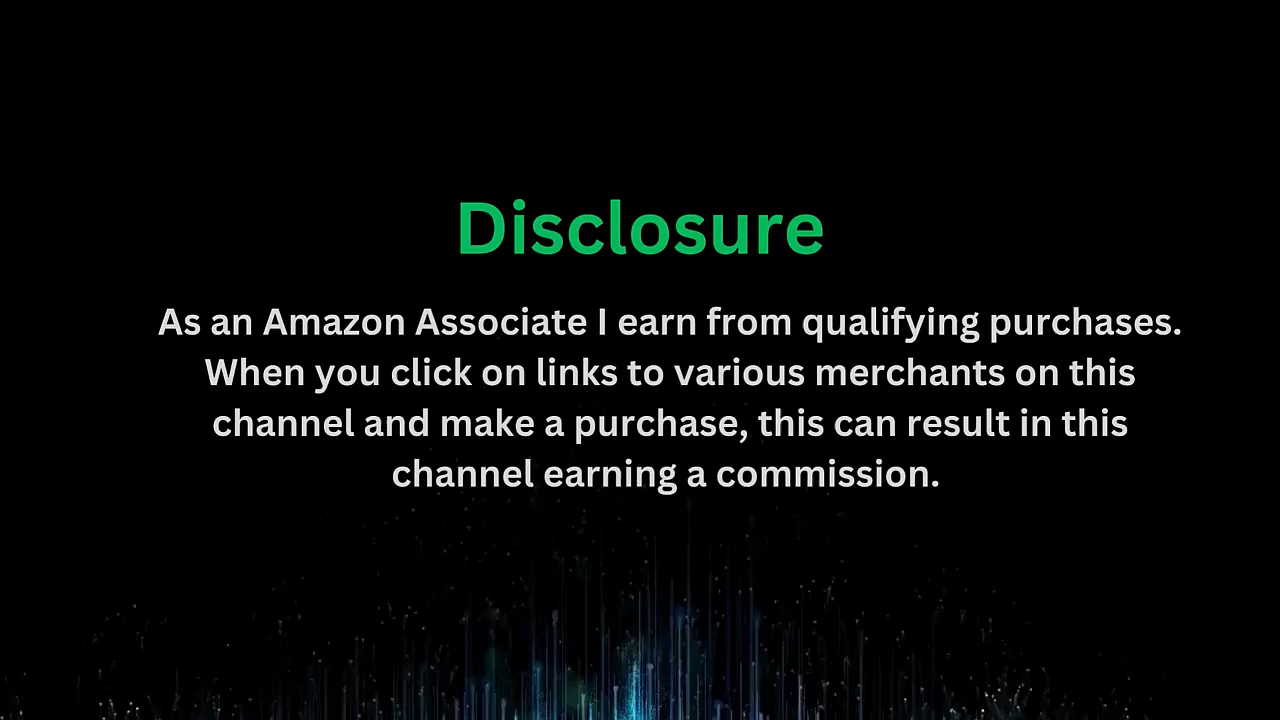 Disclosure
As an Amazon Associate I earn from qualifying purchases.
When you click on links to various merchants on this
channel and make a purchase, this can result in this
channel earning a commission.